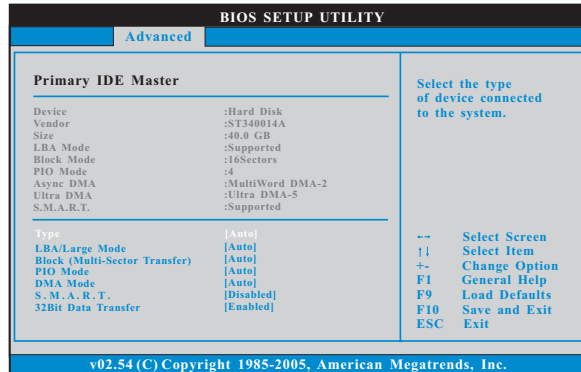 BIOS SETUP UTILITY
Advanced
Primary IDE Master
Device :Hard Disk
Vendor :ST340014A
Size :40.0 GB
LBA Mode :Supported
Block Mode :16Sectors
PIO Mode :4
Async DMA :MultiWord DMA-2
Ultra DMA :Ultra DMA-5
S.M.A.R.T. :Supported
Type [Auto]
LBA/Large Mode [Auto]
Block (Multi-Sector Transfer) [Auto]
PIO Mode [Auto]
DMA Mode [Auto]
S.M.A.R.T. [Disabled]
32Bit Data Transfer [Enabled]
Select the type
of device connected
to the system.
←→ Select Screen
↑↓ Select Item
+- Change Option
F1 General Help
F9 Load Defaults
F10 Save and Exit
ESC Exit
v02.54 (C) Copyright 1985-2005, American Megatrends, Inc.